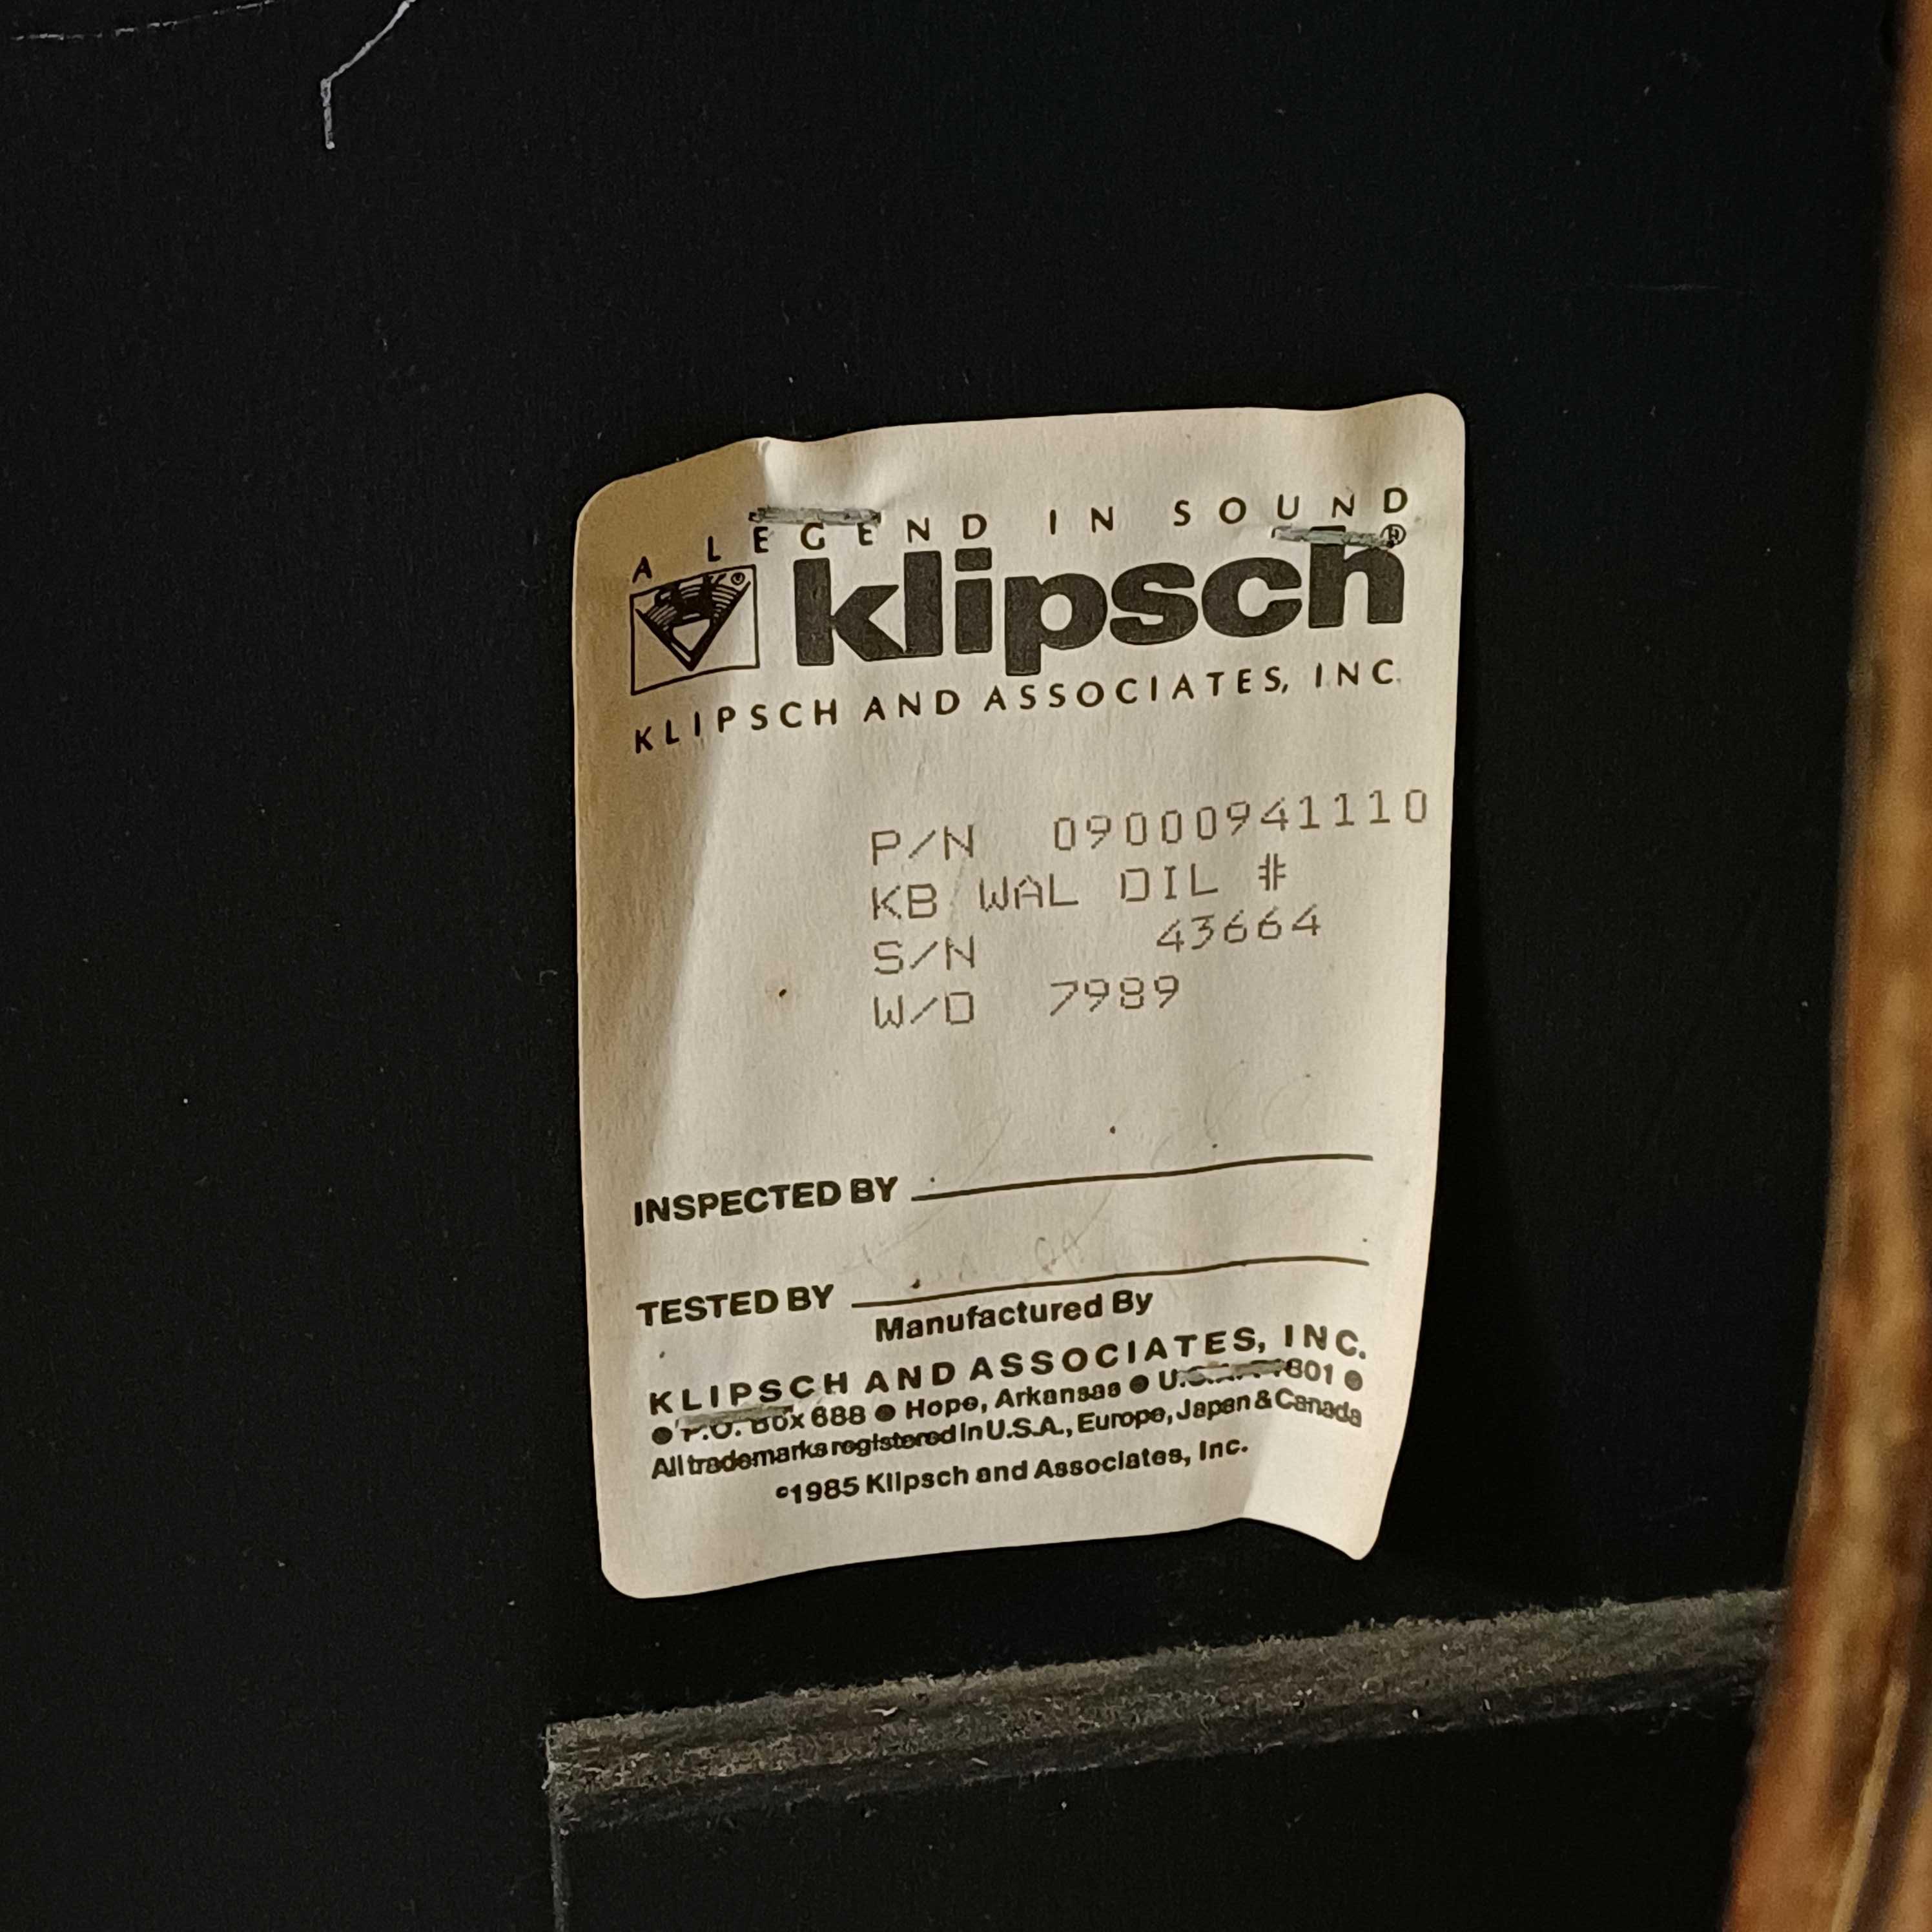 A LEGEND IN SOUND
klipsch®
KLIPSCH AND ASSOCIATES, INC.
P/N 09000941110
KB WAL OIL #
S/N 43664
W/O 7989
INSPECTED BY
TESTED BY
Manufactured By
KLIPSCH AND ASSOCIATES, INC.
● P.O. Box 688 ● Hope, Arkansas ●
All trademarks registered in U.S.A., Europe, Japan & Canada
©1985 Klipsch and Associates, Inc.